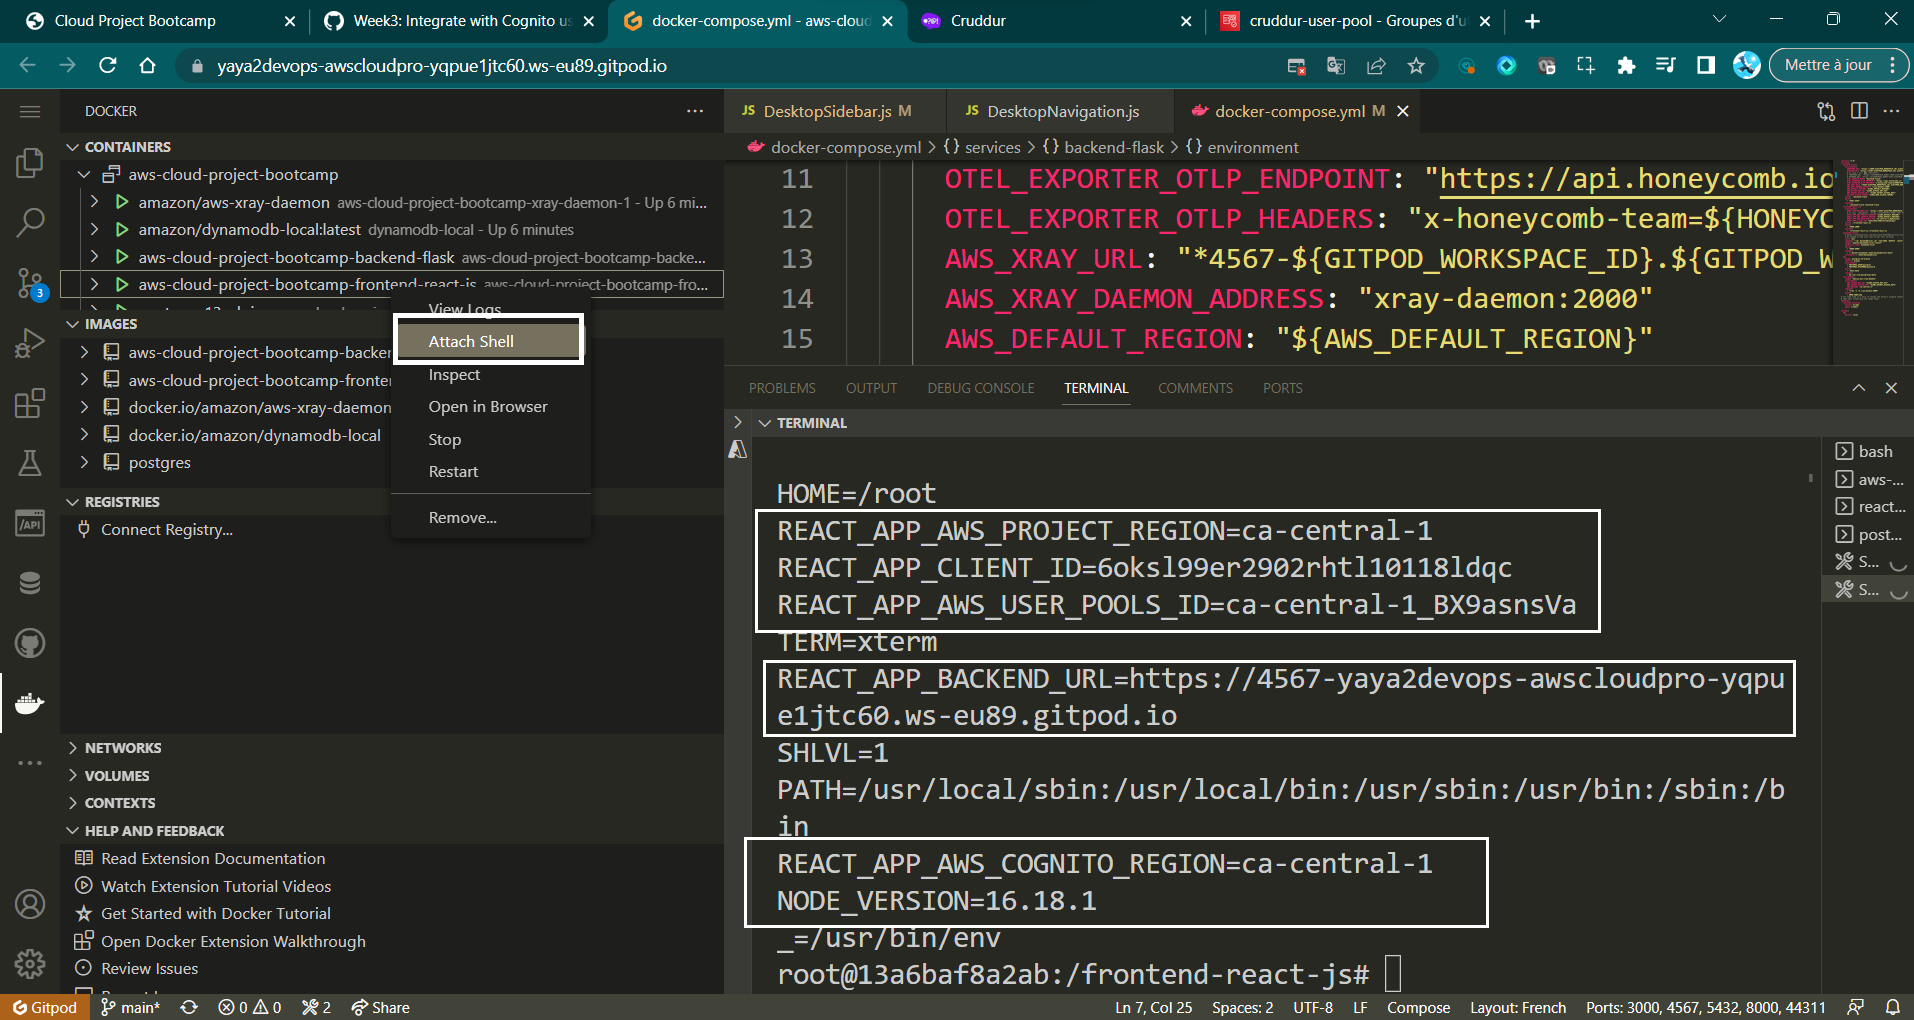 Cloud Project Bootcamp
Week3: Integrate with Cognito us
docker-compose.yml - aws-cloud
Cruddur
cruddur-user-pool - Groupes d'u
yaya2devops-awscloudpro-yqpue1jtc60.ws-eu89.gitpod.io
Mettre à jour
DOCKER
CONTAINERS
aws-cloud-project-bootcamp
amazon/aws-xray-daemon aws-cloud-project-bootcamp-xray-daemon-1 - Up 6 mi...
amazon/dynamodb-local:latest dynamodb-local - Up 6 minutes
aws-cloud-project-bootcamp-backend-flask aws-cloud-project-bootcamp-backe...
aws-cloud-project-bootcamp-frontend-react-js aws-cloud-project-bootcamp-fro...
View Logs
Attach Shell
Inspect
Open in Browser
Stop
Restart
Remove...
IMAGES
aws-cloud-project-bootcamp-backe
aws-cloud-project-bootcamp-fronte
docker.io/amazon/aws-xray-daemon
docker.io/amazon/dynamodb-local
postgres
REGISTRIES
Connect Registry...
NETWORKS
VOLUMES
CONTEXTS
HELP AND FEEDBACK
Read Extension Documentation
Watch Extension Tutorial Videos
Get Started with Docker Tutorial
Open Docker Extension Walkthrough
Review Issues
3
/API
JS DesktopSidebar.js M
JS DesktopNavigation.js
docker-compose.yml M
docker-compose.yml > {} services > {} backend-flask > {} environment
11 OTEL_EXPORTER_OTLP_ENDPOINT: "https://api.honeycomb.io
12 OTEL_EXPORTER_OTLP_HEADERS: "x-honeycomb-team=${HONEYC
13 AWS_XRAY_URL: "*4567-${GITPOD_WORKSPACE_ID}.${GITPOD_W
14 AWS_XRAY_DAEMON_ADDRESS: "xray-daemon:2000"
15 AWS_DEFAULT_REGION: "${AWS_DEFAULT_REGION}"
PROBLEMS OUTPUT DEBUG CONSOLE TERMINAL COMMENTS PORTS
TERMINAL
HOME=/root
REACT_APP_AWS_PROJECT_REGION=ca-central-1
REACT_APP_CLIENT_ID=6oksl99er2902rhtl10118ldqc
REACT_APP_AWS_USER_POOLS_ID=ca-central-1_BX9asnsVa
TERM=xterm
REACT_APP_BACKEND_URL=https://4567-yaya2devops-awscloudpro-yqpu
e1jtc60.ws-eu89.gitpod.io
SHLVL=1
PATH=/usr/local/sbin:/usr/local/bin:/usr/sbin:/usr/bin:/sbin:/b
in
REACT_APP_AWS_COGNITO_REGION=ca-central-1
NODE_VERSION=16.18.1
_=/usr/bin/env
root@13a6baf8a2ab:/frontend-react-js#
bash
aws-...
react...
post...
S...
S...
Gitpod main* 0 0 2 Share
Ln 7, Col 25 Spaces: 2 UTF-8 LF Compose Layout: French Ports: 3000, 4567, 5432, 8000, 44311